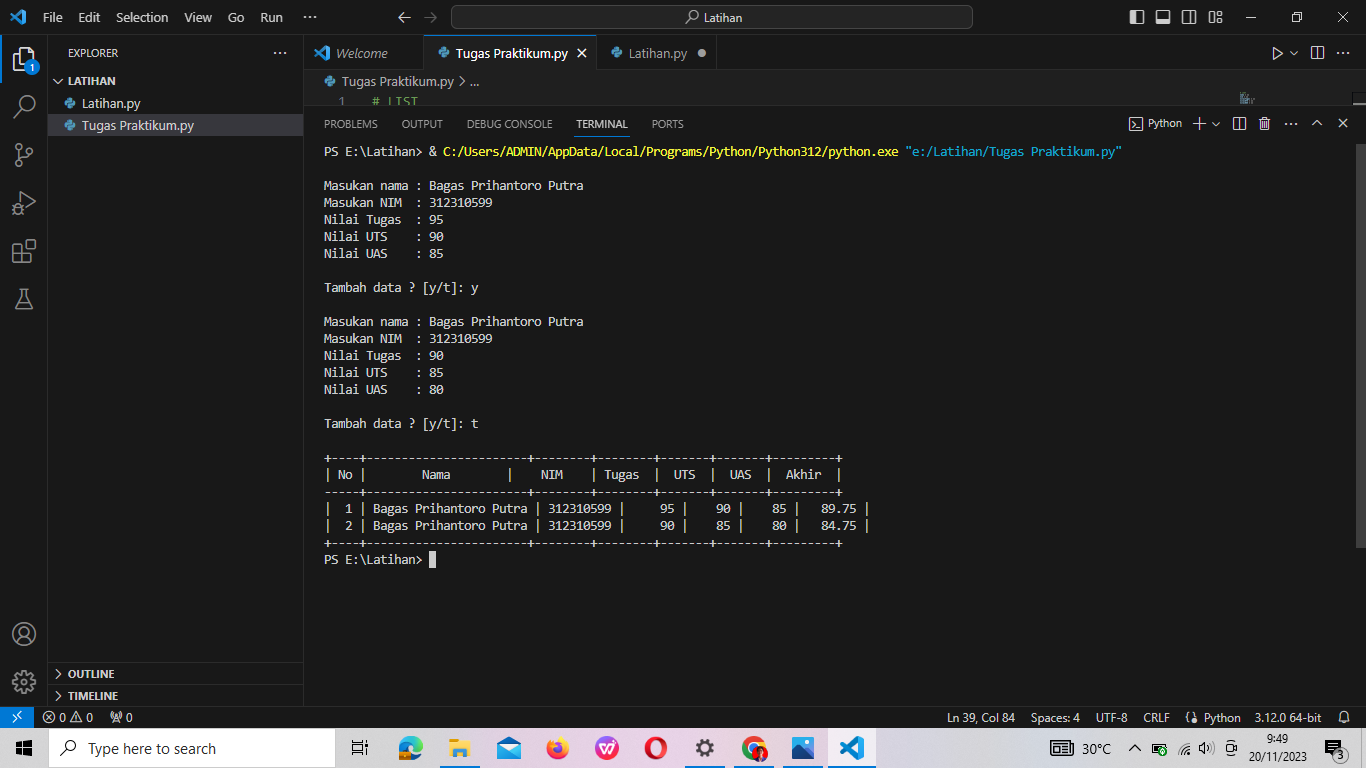 File Edit Selection View Go Run ··· Latihan
EXPLORER ···
LATIHAN
Latihan.py
Tugas Praktikum.py
1
OUTLINE
TIMELINE
Welcome Tugas Praktikum.py Latihan.py
Tugas Praktikum.py > ...
1 # LIST
PROBLEMS OUTPUT DEBUG CONSOLE TERMINAL PORTS Python
PS E:\Latihan> & C:/Users/ADMIN/AppData/Local/Programs/Python/Python312/python.exe "e:/Latihan/Tugas Praktikum.py"
Masukan nama : Bagas Prihantoro Putra
Masukan NIM  : 312310599
Nilai Tugas  : 95
Nilai UTS    : 90
Nilai UAS    : 85
Tambah data ? [y/t]: y
Masukan nama : Bagas Prihantoro Putra
Masukan NIM  : 312310599
Nilai Tugas  : 90
Nilai UTS    : 85
Nilai UAS    : 80
Tambah data ? [y/t]: t
+----+-----------------------+--------+--------+-------+-------+---------+
| No |        Nama        |    NIM    | Tugas  |  UTS  |  UAS  |  Akhir  |
-----+-----------------------+--------+--------+-------+-------+---------+
|  1 | Bagas Prihantoro Putra | 312310599 |     95 |    90 |    85 |   89.75 |
|  2 | Bagas Prihantoro Putra | 312310599 |     90 |    85 |    80 |   84.75 |
+----+-----------------------+--------+--------+-------+-------+---------+
PS E:\Latihan>
0 0 0 Ln 39, Col 84 Spaces: 4 UTF-8 CRLF Python 3.12.0 64-bit
Type here to search 30°C 9:49
20/11/2023 3